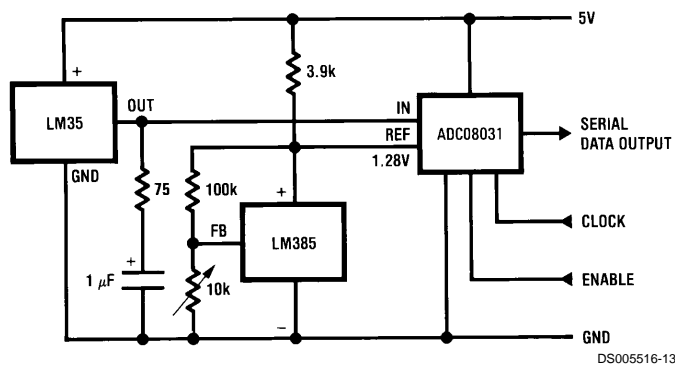 5V
+
3.9k
LM35
OUT
IN
REF
1.28V
ADC08031
SERIAL
DATA OUTPUT
GND
75
100k
+
FB
LM385
CLOCK
+
1 µF
10k
ENABLE
−
GND
DS005516-13